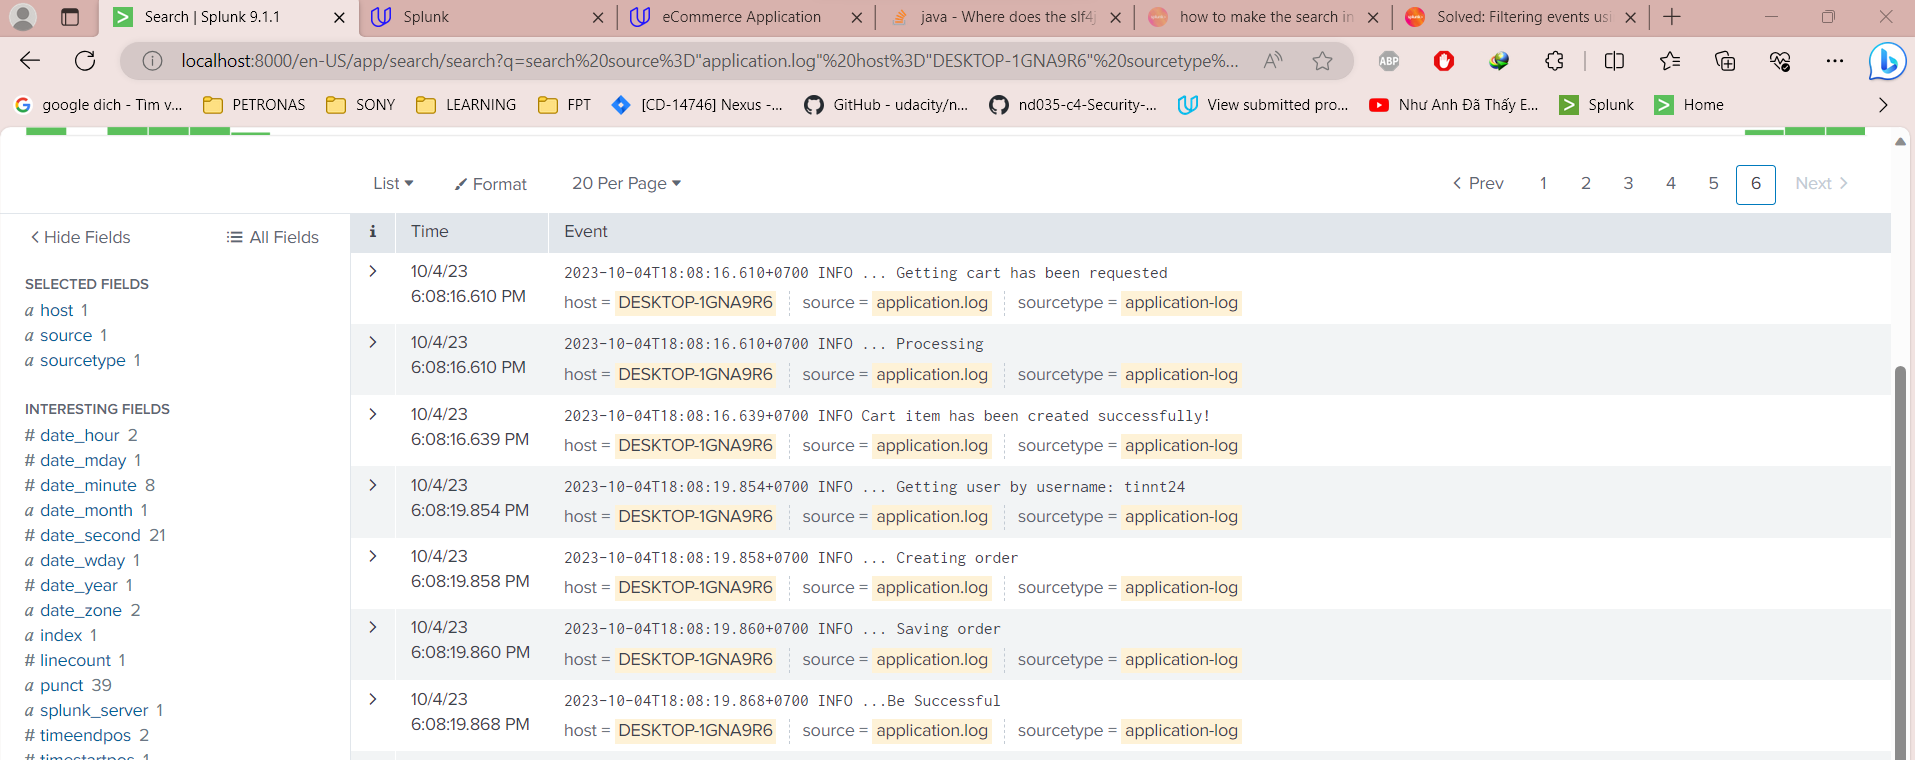 Search | Splunk 9.1.1
Splunk
eCommerce Application
java - Where does the slf4j
how to make the search in
Solved: Filtering events usi
localhost:8000/en-US/app/search/search?q=search%20source%3D"application.log"%20host%3D"DESKTOP-1GNA9R6"%20sourcetype%...
ABP
google dich - Tìm v...
PETRONAS
SONY
LEARNING
FPT
[CD-14746] Nexus -...
GitHub - udacity/n...
nd035-c4-Security-...
View submitted pro...
Như Anh Đã Thấy E...
Splunk
Home
List
Format
20 Per Page
Prev 1 2 3 4 5 6 Next
Hide Fields
All Fields
SELECTED FIELDS
a host 1
a source 1
a sourcetype 1
INTERESTING FIELDS
# date_hour 2
# date_mday 1
# date_minute 8
a date_month 1
# date_second 21
a date_wday 1
# date_year 1
a date_zone 2
a index 1
# linecount 1
a punct 39
a splunk_server 1
# timeendpos 2
# timestartpos 1
i Time Event
10/4/23
6:08:16.610 PM
2023-10-04T18:08:16.610+0700 INFO ... Getting cart has been requested
host = DESKTOP-1GNA9R6 source = application.log sourcetype = application-log
10/4/23
6:08:16.610 PM
2023-10-04T18:08:16.610+0700 INFO ... Processing
host = DESKTOP-1GNA9R6 source = application.log sourcetype = application-log
10/4/23
6:08:16.639 PM
2023-10-04T18:08:16.639+0700 INFO Cart item has been created successfully!
host = DESKTOP-1GNA9R6 source = application.log sourcetype = application-log
10/4/23
6:08:19.854 PM
2023-10-04T18:08:19.854+0700 INFO ... Getting user by username: tinnt24
host = DESKTOP-1GNA9R6 source = application.log sourcetype = application-log
10/4/23
6:08:19.858 PM
2023-10-04T18:08:19.858+0700 INFO ... Creating order
host = DESKTOP-1GNA9R6 source = application.log sourcetype = application-log
10/4/23
6:08:19.860 PM
2023-10-04T18:08:19.860+0700 INFO ... Saving order
host = DESKTOP-1GNA9R6 source = application.log sourcetype = application-log
10/4/23
6:08:19.868 PM
2023-10-04T18:08:19.868+0700 INFO ...Be Successful
host = DESKTOP-1GNA9R6 source = application.log sourcetype = application-log